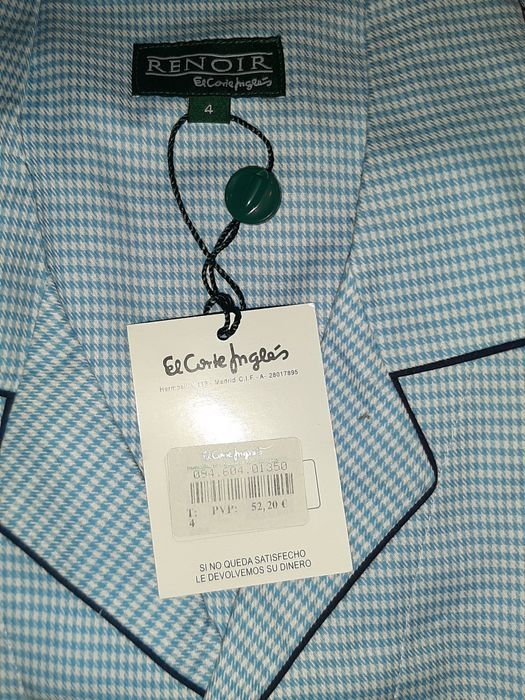 RENOIR
El Corte Inglés
4
El Corte Inglés
Hermosilla 112 - Madrid C.I.F. - A- 28017895
El Corte Inglés
094.604.01350
T: PVP: 52,20 €
4
SI NO QUEDA SATISFECHO
LE DEVOLVEMOS SU DINERO